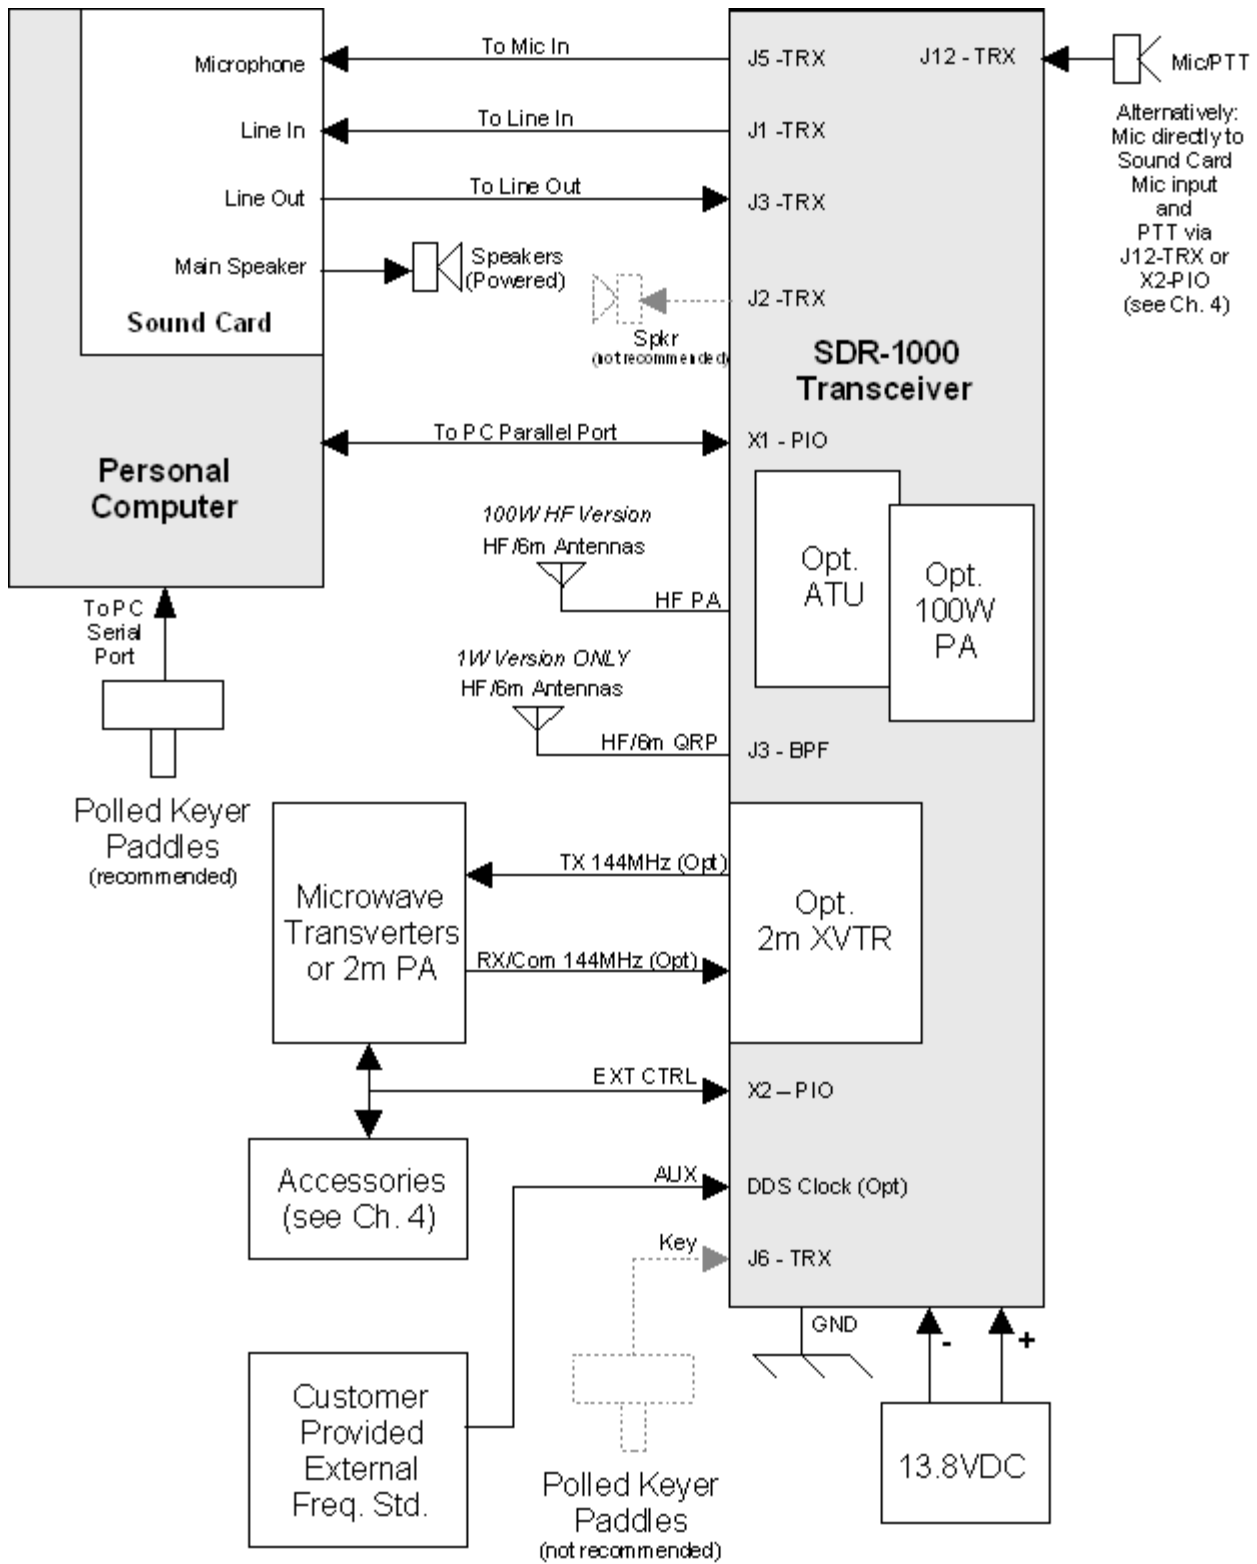 To Mic In
Microphone
J5 -TRX
J12 - TRX
Mic/PTT
To Line In
Line In
J1 -TRX
Alternatively:
Mic directly to
Sound Card
Mic input
and
PTT via
J12-TRX or
X2-PIO
(see Ch. 4)
To Line Out
Line Out
J3 -TRX
Main Speaker
Speakers
(Powered)
Sound Card
J2 -TRX
Spkr
(not recommended)
SDR-1000
Transceiver
To PC Parallel Port
X1 - PIO
Personal
Computer
100W HF Version
HF/6m Antennas
HF PA
Opt.
ATU
Opt.
100W
PA
To PC
Serial
Port
1W Version ONLY
HF/6m Antennas
HF/6m QRP
J3 - BPF
Polled Keyer
Paddles
(recommended)
Microwave
Transverters
or 2m PA
TX 144MHz (Opt)
RX/Com 144MHz (Opt)
Opt.
2m XVTR
EXT CTRL
X2 – PIO
Accessories
(see Ch. 4)
AUX
DDS Clock (Opt)
Key
J6 - TRX
GND
-
+
Customer
Provided
External
Freq. Std.
Polled Keyer
Paddles
(not recommended)
13.8VDC